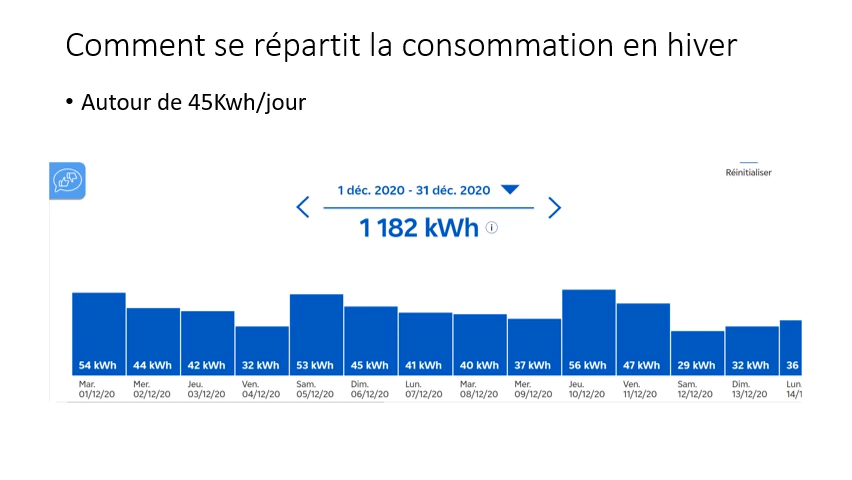 Comment se répartit la consommation en hiver
• Autour de 45Kwh/jour
Réinitialiser
1 déc. 2020 - 31 déc. 2020
1 182 kWh
54 kWh 44 kWh 42 kWh 32 kWh 53 kWh 45 kWh 41 kWh 40 kWh 37 kWh 56 kWh 47 kWh 29 kWh 32 kWh 36
Mar. Mer. Jeu. Ven. Sam. Dim. Lun. Mar. Mer. Jeu. Ven. Sam. Dim. Lun
01/12/20 02/12/20 03/12/20 04/12/20 05/12/20 06/12/20 07/12/20 08/12/20 09/12/20 10/12/20 11/12/20 12/12/20 13/12/20 14/1